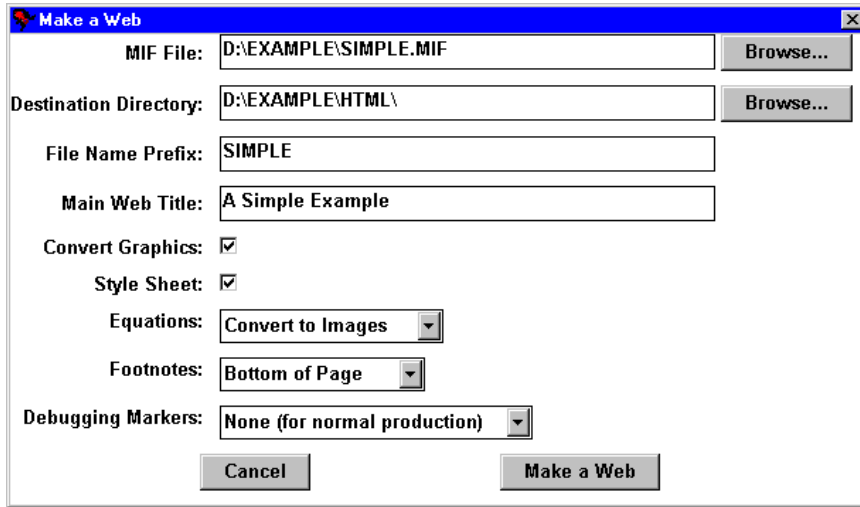 Make a Web
MIF File: D:\EXAMPLE\SIMPLE.MIF Browse...
Destination Directory: D:\EXAMPLE\HTML\ Browse...
File Name Prefix: SIMPLE
Main Web Title: A Simple Example
Convert Graphics:
Style Sheet:
Equations: Convert to Images
Footnotes: Bottom of Page
Debugging Markers: None (for normal production)
Cancel Make a Web